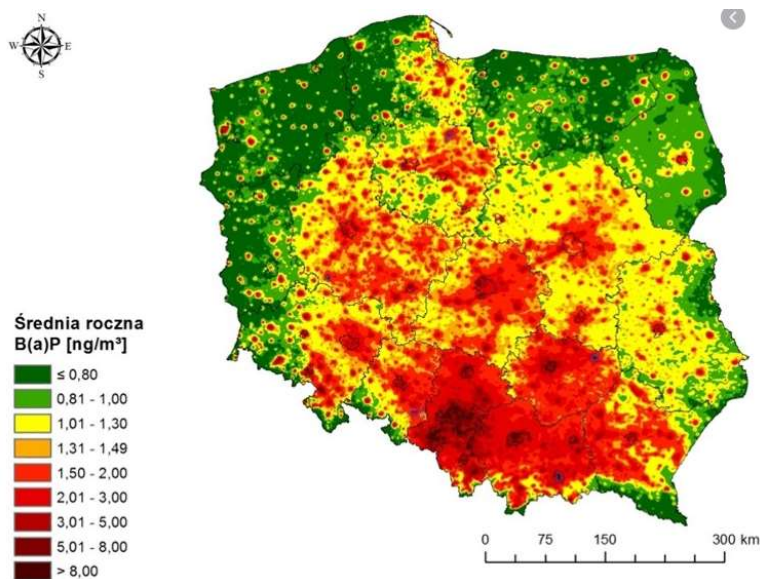 N
W
E
S
Średnia roczna
B(a)P [ng/m³]
≤ 0,80
0,81 - 1,00
1,01 - 1,30
1,31 - 1,49
1,50 - 2,00
2,01 - 3,00
3,01 - 5,00
5,01 - 8,00
> 8,00
0 75 150 300 km